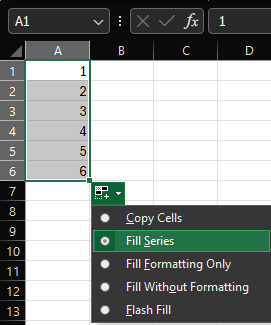 A1 fx 1
A B C D
1 1
2 2
3 3
4 4
5 5
6 6
7
8 Copy Cells
9 Fill Series
10 Fill Formatting Only
11
12 Fill Without Formatting
13 Flash Fill